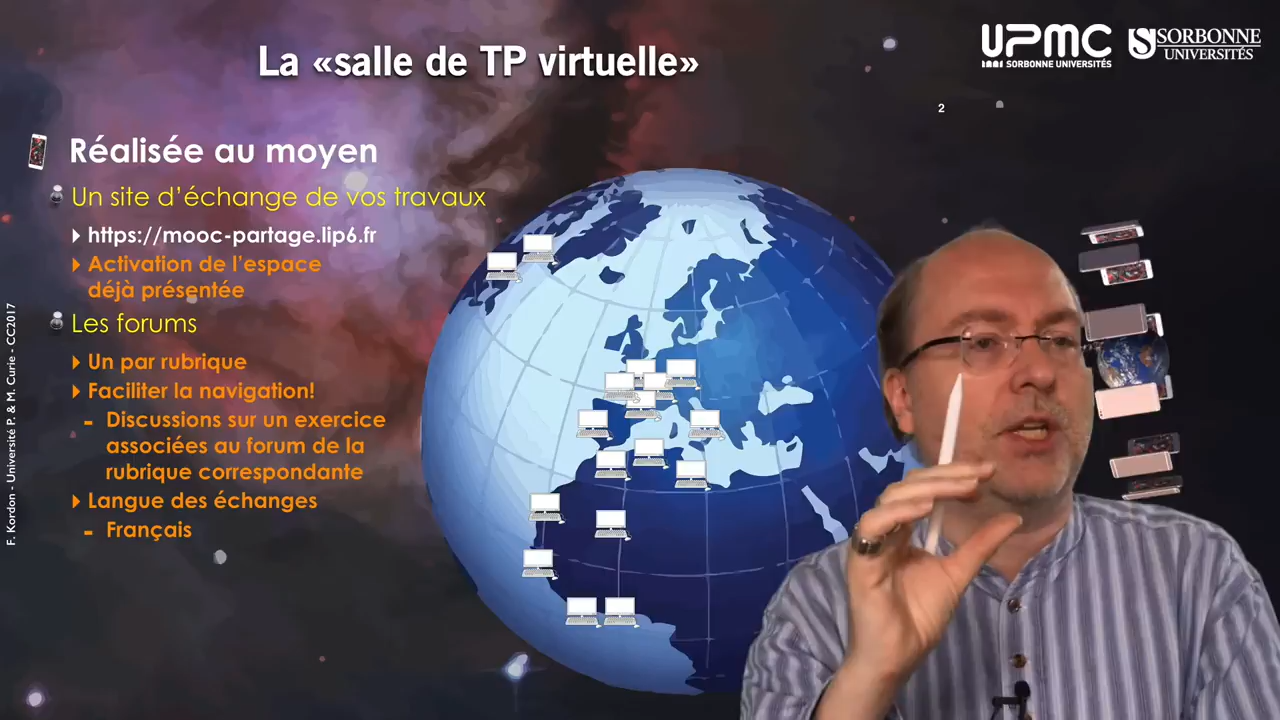 La «salle de TP virtuelle»
UPMC
SORBONNE UNIVERSITÉS
S SORBONNE
UNIVERSITÉS
2
Réalisée au moyen
Un site d’échange de vos travaux
https://mooc-partage.lip6.fr
Activation de l’espace
déjà présentée
Les forums
Un par rubrique
Faciliter la navigation!
- Discussions sur un exercice
associées au forum de la
rubrique correspondante
Langue des échanges
- Français
F. Kordon - Université P. & M. Curie - CC2017